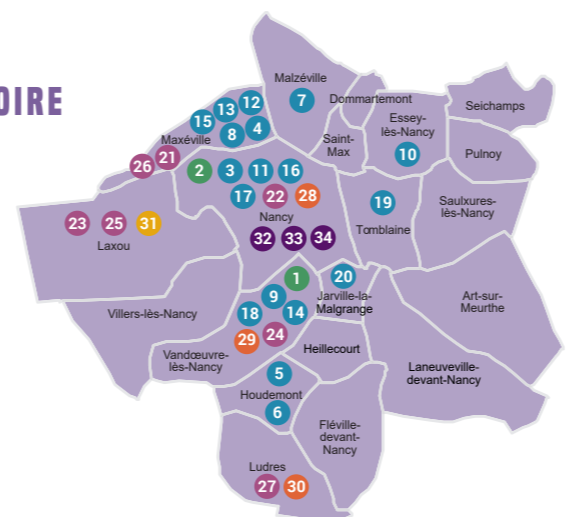 OIRE
Malzéville
7
Dommartemont
Seichamps
15 13 12
8 4
Maxéville
Essey-
lès-Nancy
10
Saint-
Max
Pulnoy
26 21
2 3 11 16
17 22 28
Nancy
32 33 34
19
Tomblaine
Saulxures-
lès-Nancy
23 25 31
Laxou
1
9
18 14
29 24
20
Jarville-la-
Malgrange
Art-sur-
Meurthe
Villers-lès-Nancy
Vandœuvre-
lès-Nancy
Heillecourt
Laneuveville-
devant-Nancy
5
Houdemont
6
Fléville-
devant-
Nancy
Ludres
27 30